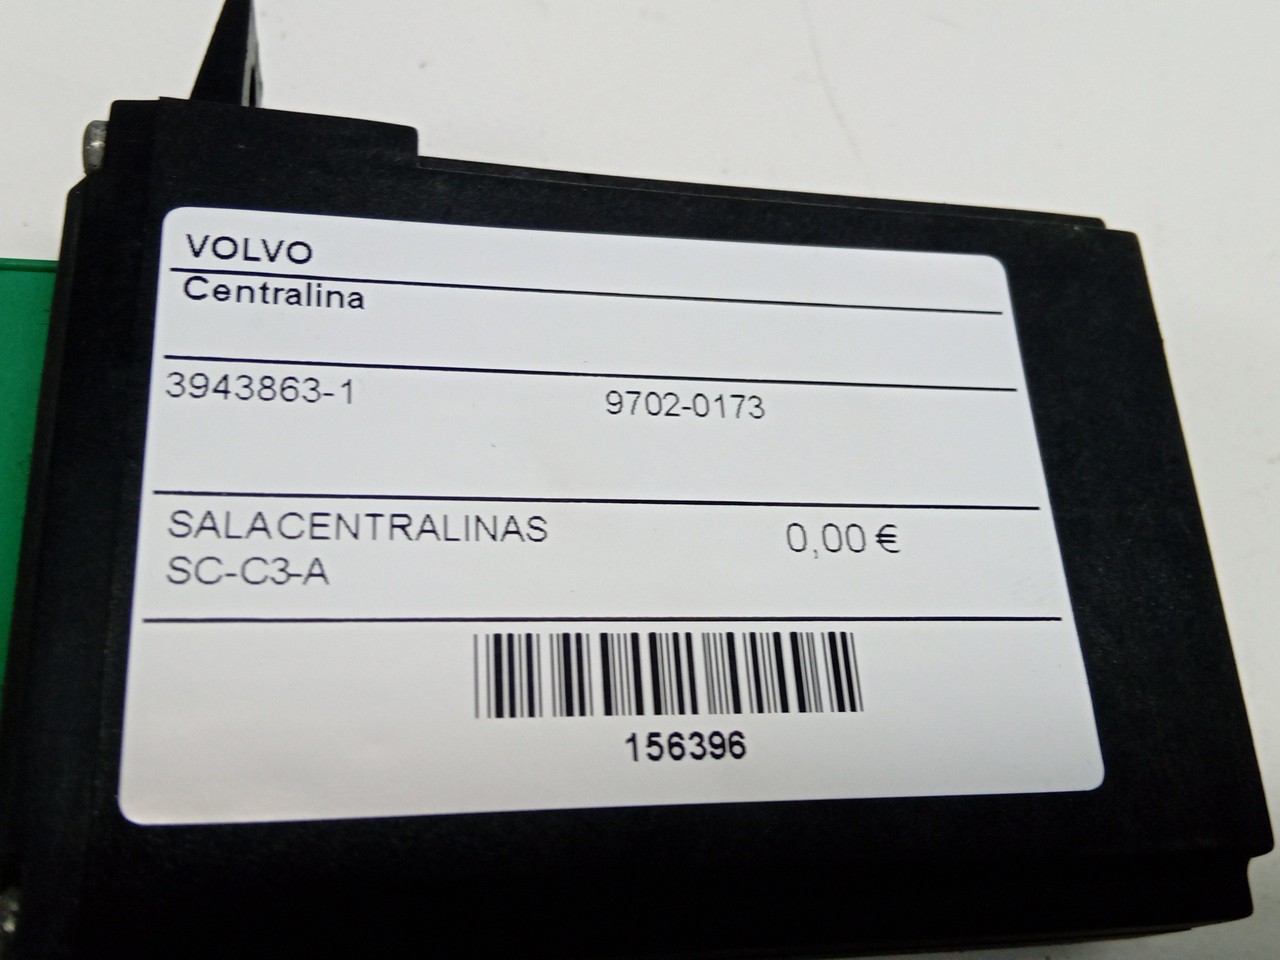 VOLVO
Centralina
3943863-1 9702-0173
SALACENTRALINAS 0,00 €
SC-C3-A
156396